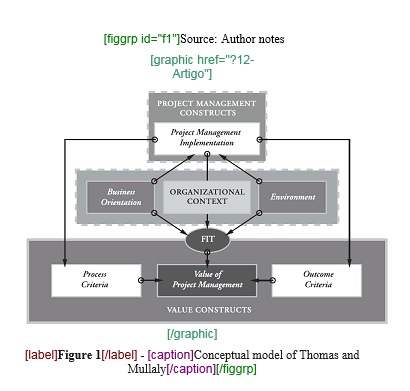 [figgrp id="f1"]Source: Author notes
[graphic href="?12-
Artigo"]
PROJECT MANAGEMENT
CONSTRUCTS
Project Management
Implementation
Business
Orientation
ORGANIZATIONAL
CONTEXT
Environment
FIT
Process
Criteria
Value of
Project Management
Outcome
Criteria
VALUE CONSTRUCTS
[/graphic]
[label]Figure 1[/label] - [caption]Conceptual model of Thomas and
Mullaly[/caption][/figgrp]